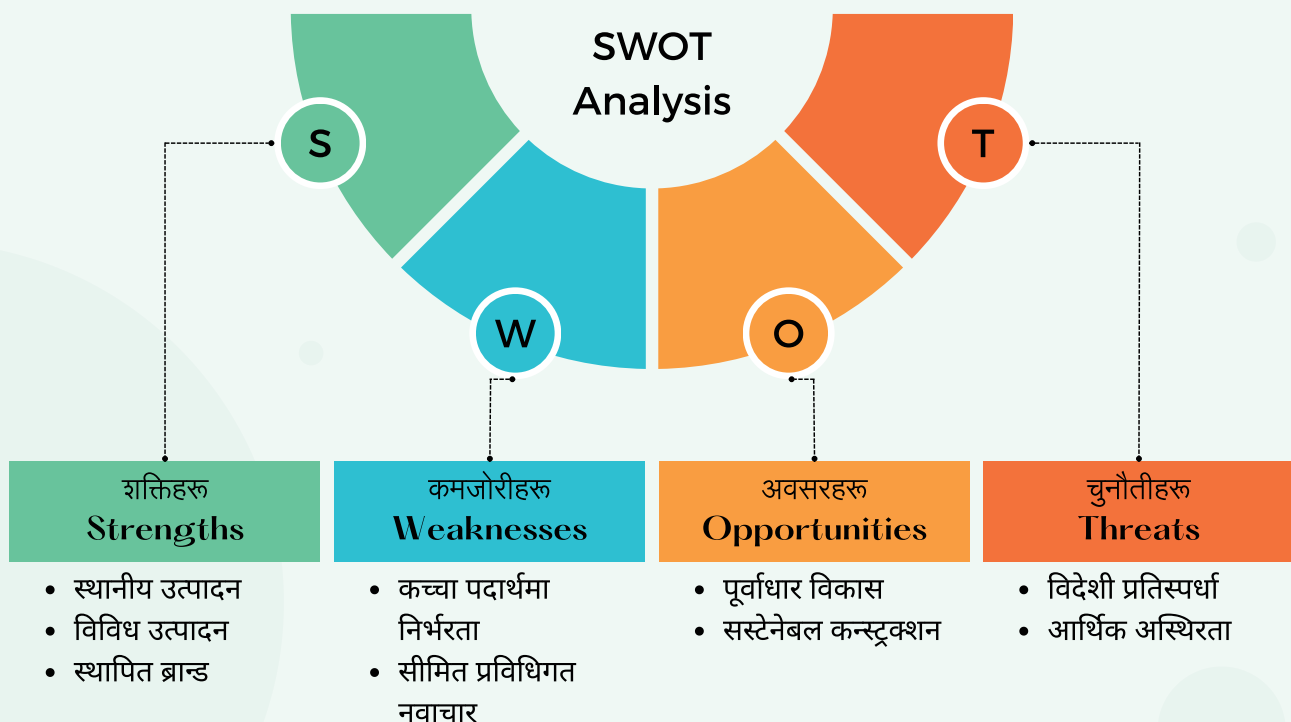 SWOT
Analysis
S
T
W
O
शक्तिहरू
Strengths
• स्थानीय उत्पादन
• विविध उत्पादन
• स्थापित ब्रान्ड
कमजोरीहरू
Weaknesses
• कच्चा पदार्थमा
निर्भरता
• सीमित प्रविधिगत
नवाचार
अवसरहरू
Opportunities
• पूर्वाधार विकास
• सस्टेनेबल कन्स्ट्रक्शन
चुनौतीहरू
Threats
• विदेशी प्रतिस्पर्धा
• आर्थिक अस्थिरता